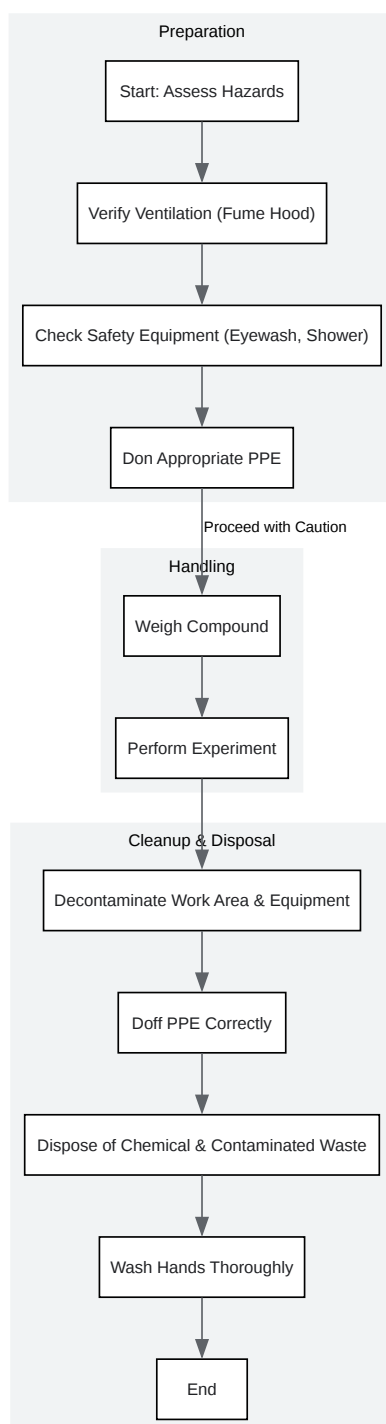 Preparation
Start: Assess Hazards
Verify Ventilation (Fume Hood)
Check Safety Equipment (Eyewash, Shower)
Don Appropriate PPE
Proceed with Caution
Handling
Weigh Compound
Perform Experiment
Cleanup & Disposal
Decontaminate Work Area & Equipment
Doff PPE Correctly
Dispose of Chemical & Contaminated Waste
Wash Hands Thoroughly
End